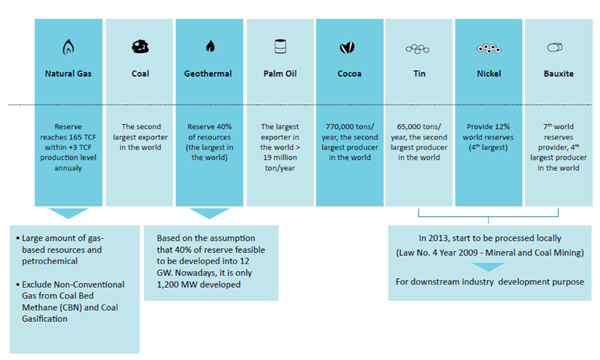 Natural Gas
Coal
Geothermal
Palm Oil
Cocoa
Tin
Nickel
Bauxite
Reserve
reaches 165 TCF
within +3 TCF
production level
annualy
The second
largest exporter
in the world
Reserve 40%
of resources
(the largest in
the world)
The largest
exporter in
the world >
19 million
ton/year
770,000 tons/
year, the second
largest producer
in the world
65,000 tons/
year, the second
largest producer
in the world
Provide 12%
world reserves
(4th largest)
7th world
reserves
provider, 4th
largest producer
in the world
• Large amount of gas-
based resources and
petrochemical
• Exclude Non-Conventional
Gas from Coal Bed
Methane (CBN) and Coal
Gasification
Based on the assumption
that 40% of reserve feasible
to be developed into 12
GW. Nowadays, it is only
1,200 MW developed
In 2013, start to be processed locally
(Law No. 4 Year 2009 - Mineral and Coal Mining)
For downstream industry development purpose